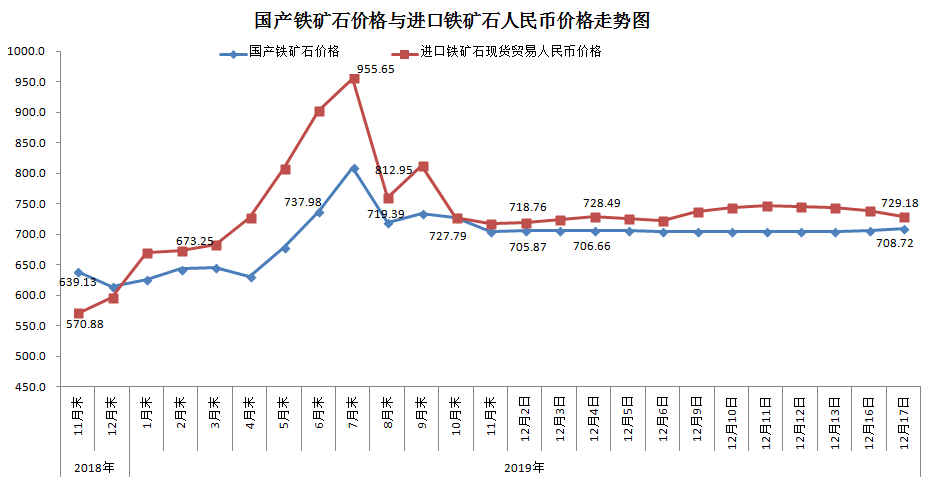 国产铁矿石价格与进口铁矿石人民币价格走势图
国产铁矿石价格 进口铁矿石现货贸易人民币价格
1000.0
950.0
900.0
850.0
800.0
750.0
700.0
650.0
600.0
550.0
500.0
450.0
639.13
570.88
673.25
737.98
955.65
812.95
719.39
727.79
718.76
705.87
728.49
706.66
729.18
708.72
11月末
12月末
1月末
2月末
3月末
4月末
5月末
6月末
7月末
8月末
9月末
10月末
11月末
12月2日
12月3日
12月4日
12月5日
12月6日
12月9日
12月10日
12月11日
12月12日
12月13日
12月16日
12月17日
2018年 2019年